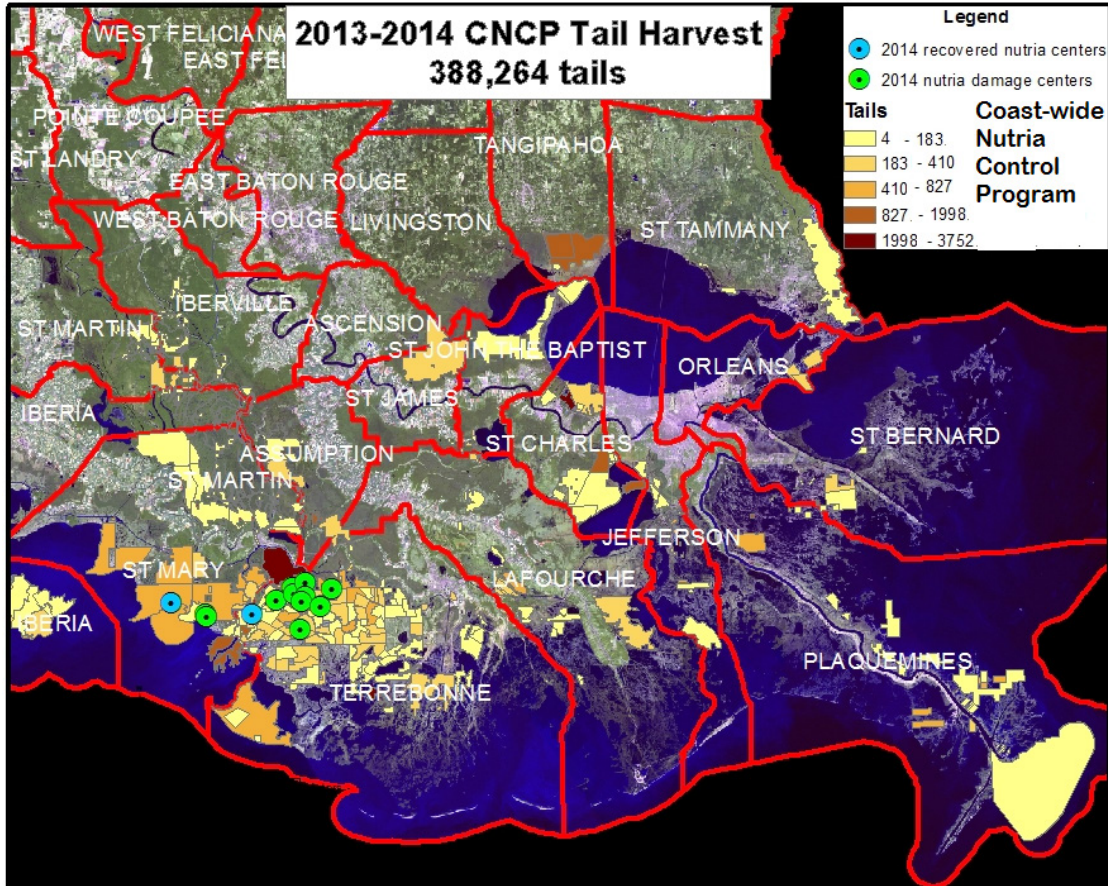 2013-2014 CNCP Tail Harvest
388,264 tails
Legend
2014 recovered nutria centers
2014 nutria damage centers
Tails
4 - 183.
183 - 410
410 - 827
827. - 1998.
1998 - 3752
Coast-wide
Nutria
Control
Program
WEST FELICIANA
EAST FEL
POINTE COUPEE
ST LANDRY
TANGIPAHOA
EAST BATON ROUGE
WEST BATON ROUGE
LIVINGSTON
ST TAMMANY
IBERVILLE
ST MARTIN
ASCENSION
ST JOHN THE BAPTIST
ORLEANS
IBERIA
ST JAMES
ST CHARLES
ST BERNARD
ASSUMPTION
ST MARTIN
JEFFERSON
ST MARY
LAFOURCHE
IBERIA
PLAQUEMINES
TERREBONNE